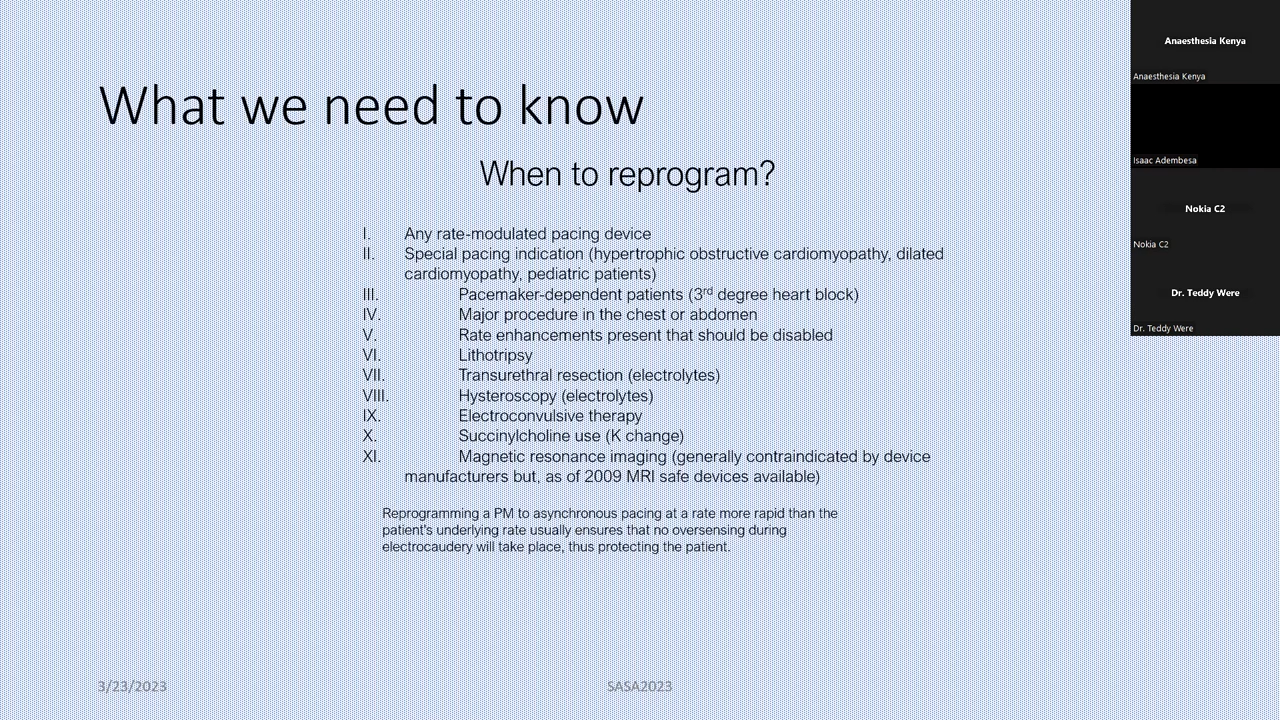 What we need to know
When to reprogram?
I. Any rate-modulated pacing device
II. Special pacing indication (hypertrophic obstructive cardiomyopathy, dilated
cardiomyopathy, pediatric patients)
III. Pacemaker-dependent patients (3rd degree heart block)
IV. Major procedure in the chest or abdomen
V. Rate enhancements present that should be disabled
VI. Lithotripsy
VII. Transurethral resection (electrolytes)
VIII. Hysteroscopy (electrolytes)
IX. Electroconvulsive therapy
X. Succinylcholine use (K change)
XI. Magnetic resonance imaging (generally contraindicated by device
manufacturers but, as of 2009 MRI safe devices available)
Reprogramming a PM to asynchronous pacing at a rate more rapid than the
patient's underlying rate usually ensures that no oversensing during
electrocaudery will take place, thus protecting the patient.
3/23/2023
SASA2023
Anaesthesia Kenya
Anaesthesia Kenya
Isaac Adembesa
Nokia C2
Nokia C2
Dr. Teddy Were
Dr. Teddy Were